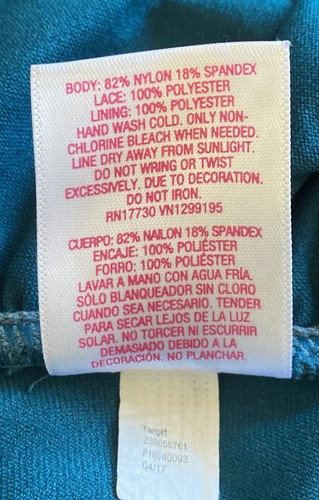 BODY: 82% NYLON 18% SPANDEX
LACE: 100% POLYESTER
LINING: 100% POLYESTER
HAND WASH COLD. ONLY NON-
CHLORINE BLEACH WHEN NEEDED.
LINE DRY AWAY FROM SUNLIGHT.
DO NOT WRING OR TWIST
EXCESSIVELY. DUE TO DECORATION.
DO NOT IRON.
RN17730 VN1299195
CUERPO: 82% NAILON 18% SPANDEX
ENCAJE: 100% POLIÉSTER
FORRO: 100% POLIÉSTER
LAVAR A MANO CON AGUA FRÍA.
SÓLO BLANQUEADOR SIN CLORO
CUANDO SEA NECESARIO. TENDER
PARA SECAR LEJOS DE LA LUZ
SOLAR. NO TORCER NI ESCURRIR
DEMASIADO DEBIDO A LA
DECORACIÓN. NO PLANCHAR.
Target
F16940093
Q4/17